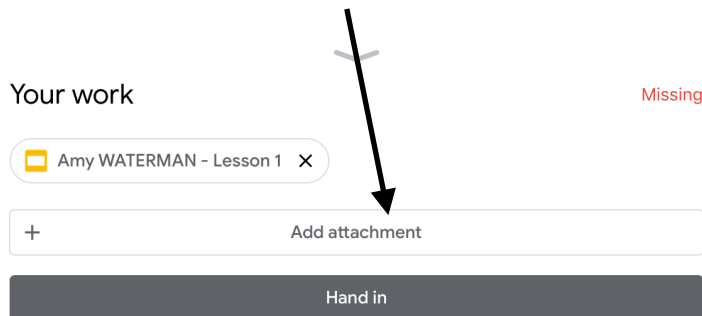 Your work
Missing
Amy WATERMAN - Lesson 1
Add attachment
Hand in